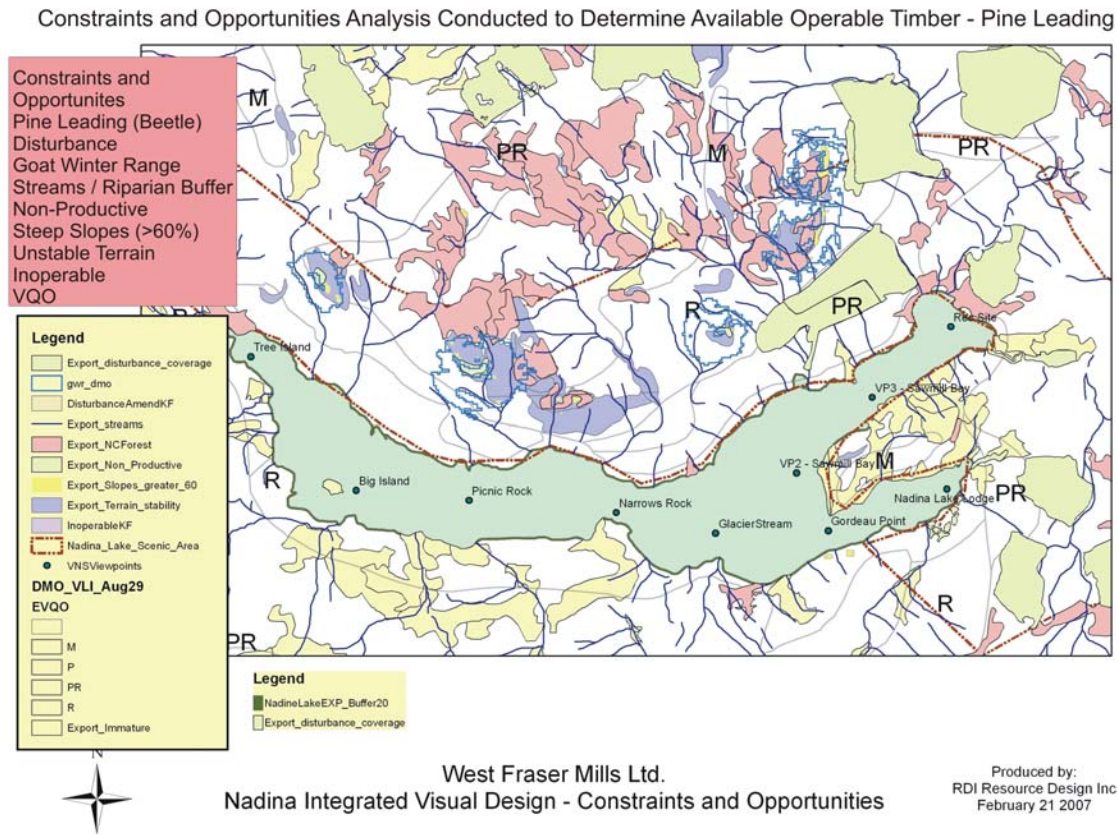 Constraints and Opportunities Analysis Conducted to Determine Available Operable Timber - Pine Leading
Constraints and
Opportunites
Pine Leading (Beetle)
Disturbance
Goat Winter Range
Streams / Riparian Buffer
Non-Productive
Steep Slopes (>60%)
Unstable Terrain
Inoperable
VQO
M
PR
M
PR
R
PR
Tree Island
Rec Site
VP3 - Sawmill Bay
VP2 - Sawmill Bay
M
R
Big Island
Picnic Rock
Narrows Rock
GlacierStream
Gordeau Point
Nadina Lake Lodge
PR
R
PR
Legend
Export_disturbance_coverage
gwr_dmo
DisturbanceAmendKF
Export_streams
Export_NCForest
Export_Non_Productive
Export_Slopes_greater_60
Export_Terrain_stability
InoperableKF
Nadina_Lake_Scenic_Area
VNSViewpoints
DMO_VLI_Aug29
EVQO
M
P
PR
R
Export_Immature
Legend
NadineLakeEXP_Buffer20
Export_disturbance_coverage
N
West Fraser Mills Ltd.
Nadina Integrated Visual Design - Constraints and Opportunities
Produced by:
RDI Resource Design Inc
February 21 2007